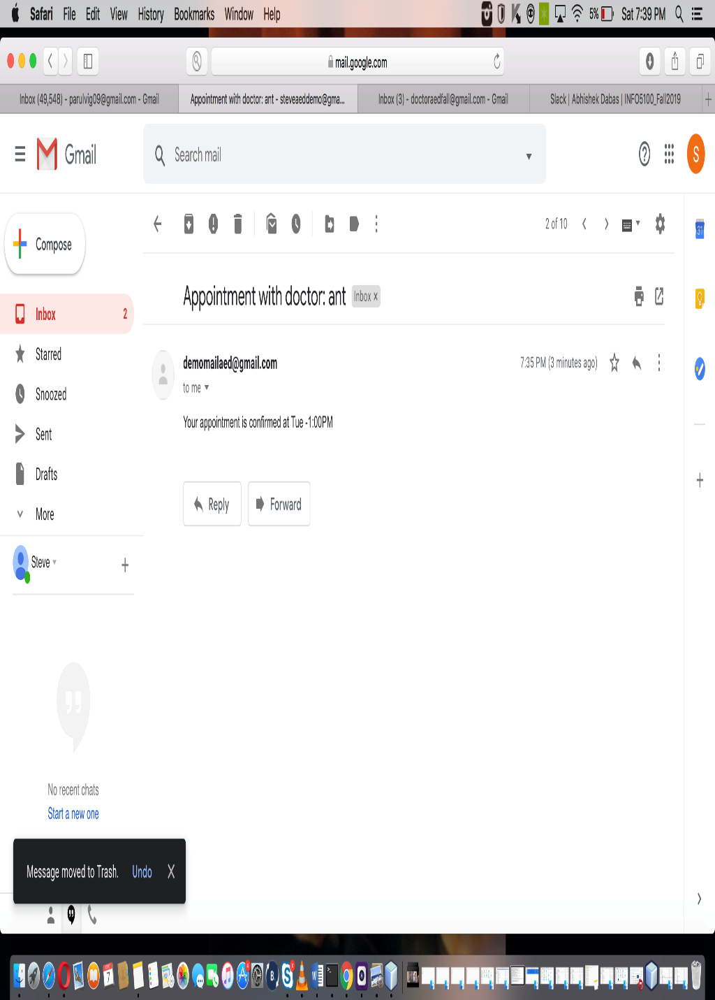 Safari File Edit View History Bookmarks Window Help 5% Sat 7:39 PM
mail.google.com
Inbox (49,548) - parulvig09@gmail.com - Gmail
Appointment with doctor: ant - steveaeddemo@gma...
Inbox (3) - doctoraedfall@gmail.com - Gmail
Slack | Abhishek Dabas | INFO5100_Fall2019
Gmail
Search mail
S
Compose
2 of 10
31
Appointment with doctor: ant Inbox x
Inbox 2
Starred
Snoozed
Sent
Drafts
More
demomailaed@gmail.com
7:35 PM (3 minutes ago)
to me
Your appointment is confirmed at Tue -1:00PM
Reply
Forward
Steve
No recent chats
Start a new one
Message moved to Trash. Undo